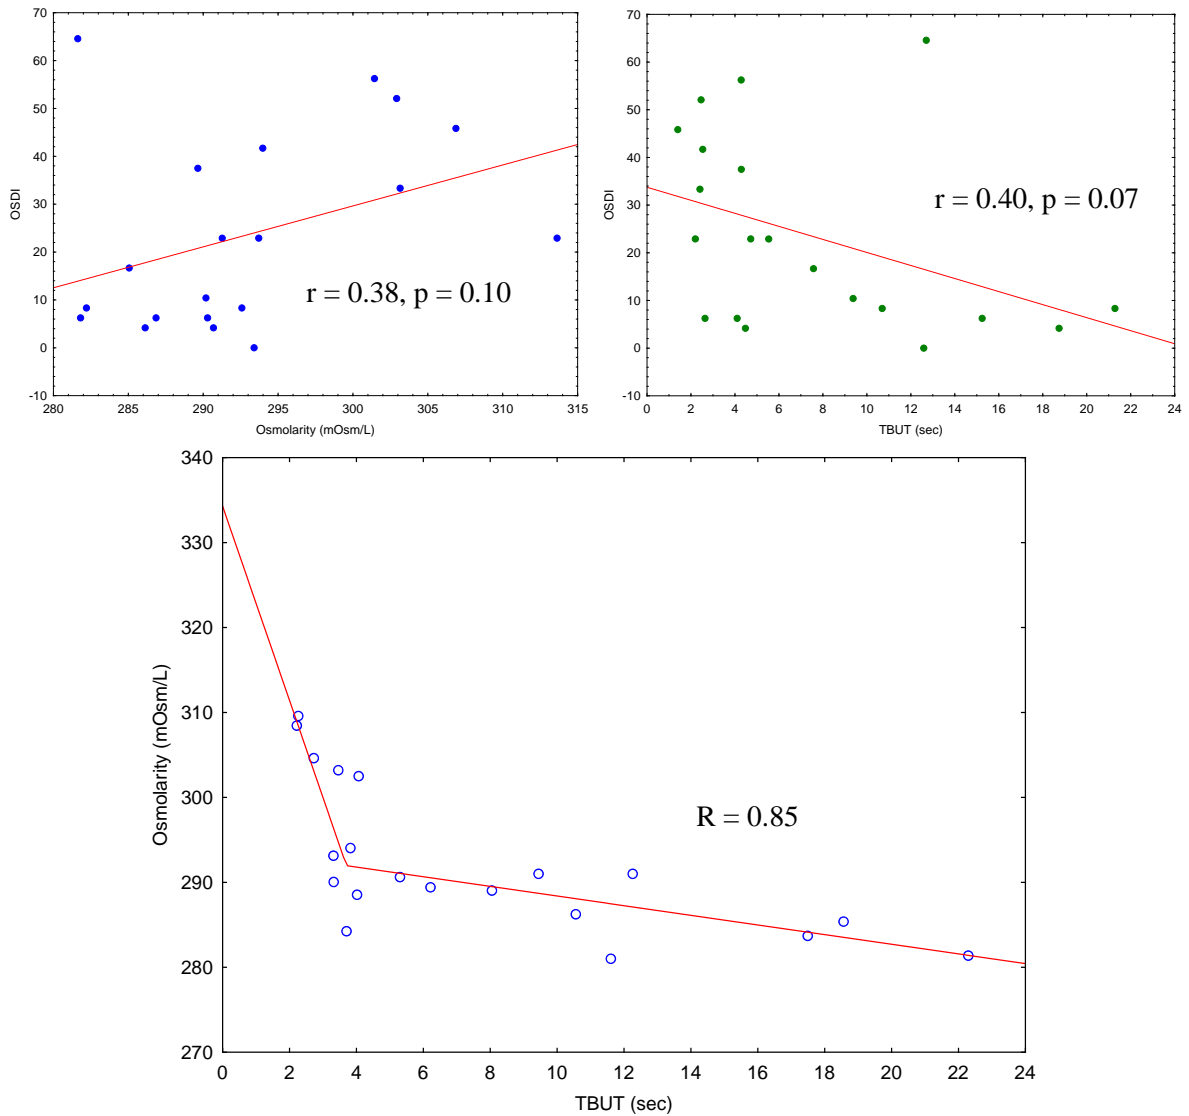 70
60
50
40
30
20
10
0
-10
OSDI
r = 0.38, p = 0.10
280 285 290 295 300 305 310 315
Osmolarity (mOsm/L)
70
60
50
40
30
20
10
0
-10
OSDI
r = 0.40, p = 0.07
0 2 4 6 8 10 12 14 16 18 20 22 24
TBUT (sec)
340
330
320
310
300
290
280
270
Osmolarity (mOsm/L)
R = 0.85
0 2 4 6 8 10 12 14 16 18 20 22 24
TBUT (sec)